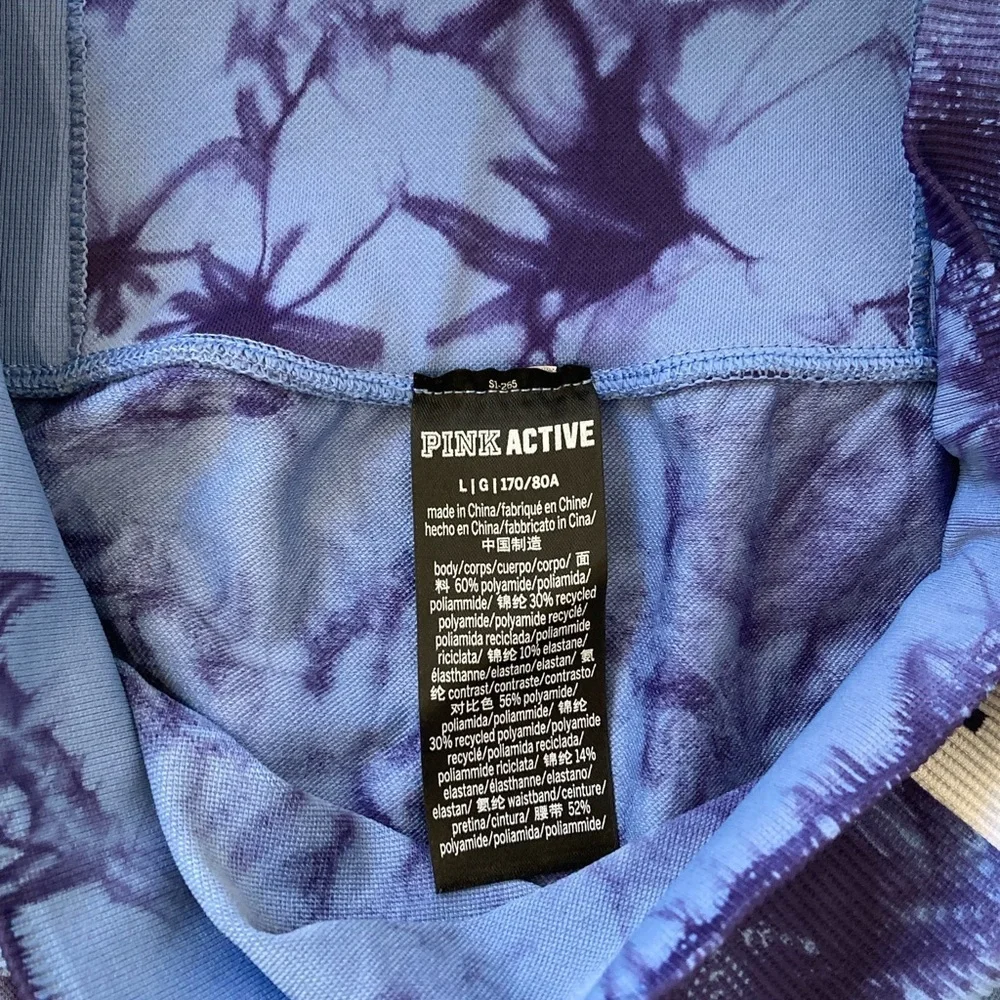 S1-265
PINK ACTIVE
L | G | 170/80A
made in China/fabriqué en Chine/
hecho en China/fabbricato in Cina/
中国制造
body/corps/cuerpo/corpo/ 面
料 60% polyamide/poliamida/
poliammide/ 锦纶 30% recycled
polyamide/polyamide recyclé/
poliamida reciclada/poliammide
riciclata/ 锦纶 10% elastane/
élasthanne/elastano/elastan/ 氨
纶 contrast/contraste/contrasto/
对比色 56% polyamide/
poliamida/poliammide/ 锦纶
30% recycled polyamide/polyamide
recyclé/poliamida reciclada/
poliammide riciclata/ 锦纶 14%
elastane/élasthanne/elastano/
elastan/ 氨纶 waistband/ceinture/
pretina/cintura/ 腰带 52%
polyamide/poliamida/poliammide/